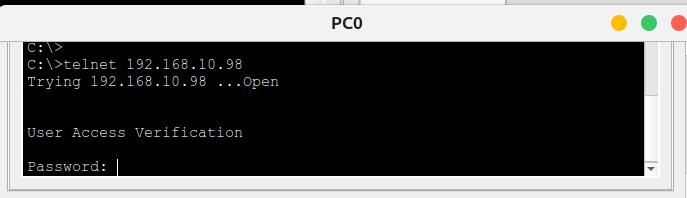 PC0
C:\>
C:\>telnet 192.168.10.98
Trying 192.168.10.98 ...Open
User Access Verification
Password: